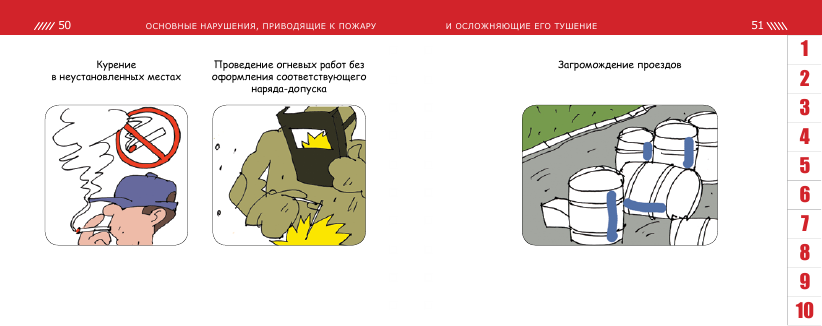 50
ОСНОВНЫЕ НАРУШЕНИЯ, ПРИВОДЯЩИЕ К ПОЖАРУ
И ОСЛОЖНЯЮЩИЕ ЕГО ТУШЕНИЕ
51
Курение
в неустановленных местах
Проведение огневых работ без
оформления соответствующего
наряда-допуска
Загромождение проездов
1
2
3
4
5
6
7
8
9
10